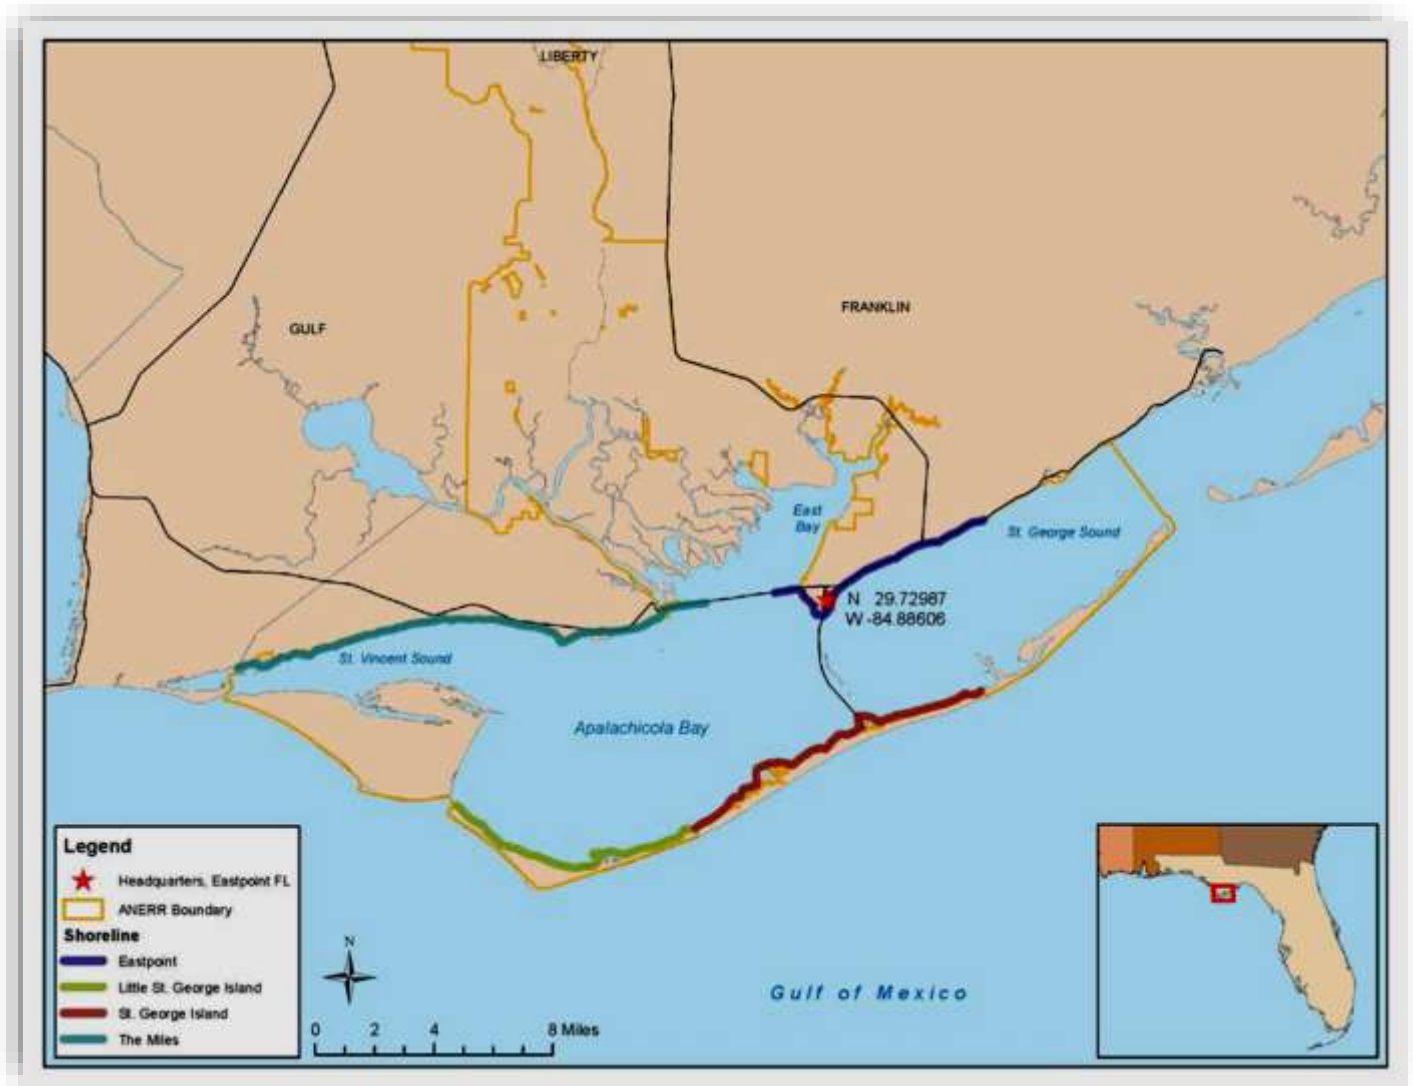 LIBERTY
FRANKLIN
GULF
East
Bay
St. George Sound
N 29.72987
W -84.88606
St. Vincent Sound
Apalachicola Bay
Legend
Headquarters, Eastpoint FL
ANERR Boundary
Shoreline
Eastpoint
Little St. George Island
St. George Island
The Miles
N
0 2 4 8 Miles
Gulf of Mexico